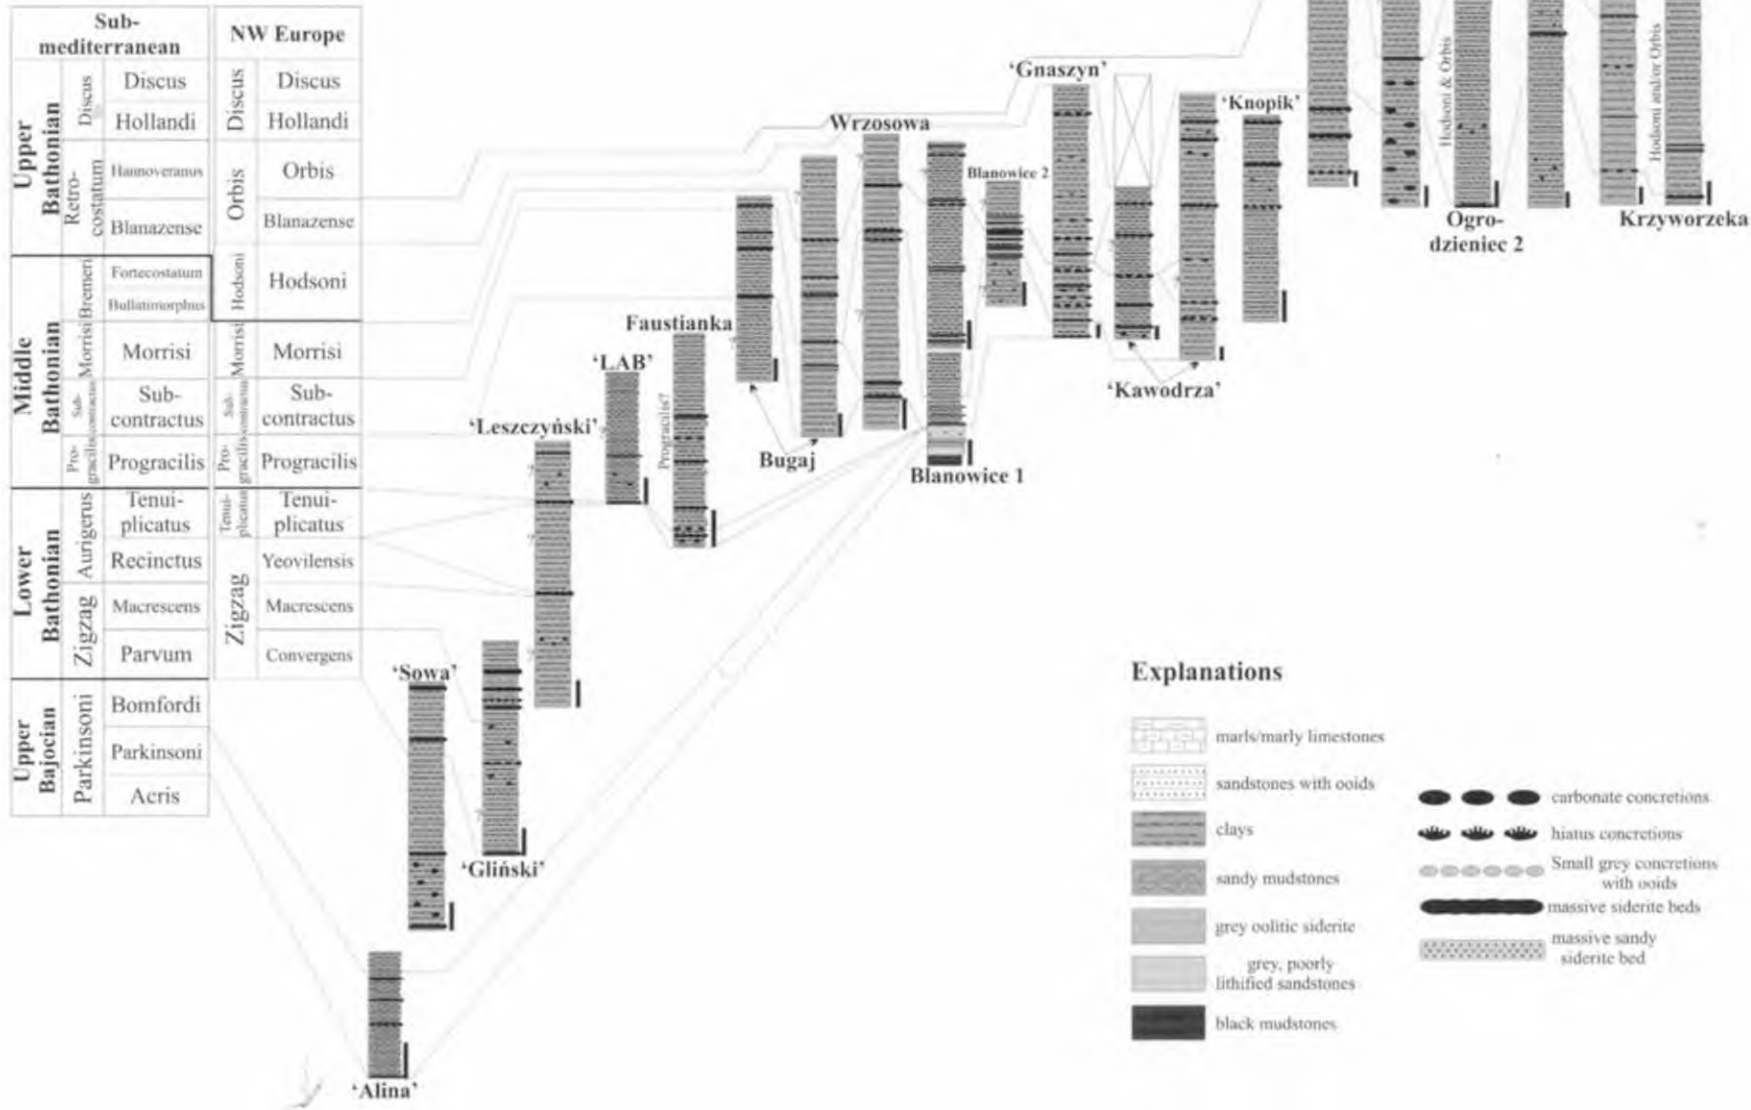 Sub-
mediterranean
NW Europe
Upper
Bathonian
Discus
Discus
Hollandi
Retro-
costatum
Hannoveranus
Blanazense
Discus
Discus
Hollandi
Orbis
Orbis
Blanazense
Middle
Bathonian
Bremeri
Fortecostatum
Bullatimorphus
Morrisi
Morrisi
Sub-
contractus
Sub-
contractus
Pro-
gracilis
Progracilis
Hodsoni
Hodsoni
Morrisi
Morrisi
Sub-
contractus
Sub-
contractus
Pro-
gracilis
Progracilis
Lower
Bathonian
Aurigerus
Tenui-
plicatus
Recinctus
Zigzag
Macrescens
Parvum
Tenui-
plicatus
Tenui-
plicatus
Zigzag
Yeovilensis
Macrescens
Convergens
Upper
Bajocian
Parkinsoni
Bomfordi
Parkinsoni
Acris
'Alina'
'Sowa'
'Gliński'
'Leszczyński'
'LAB'
Faustianka
Progracilis?
Bugaj
Wrzosowa
Blanowice 1
Blanowice 2
'Gnaszyn'
'Kawodrza'
'Knopik'
Hodsoni & Orbis
Ogro-
dzieniec 2
Hodsoni and/or Orbis
Krzyworzeka
Explanations
marls/marly limestones
sandstones with ooids
clays
sandy mudstones
grey oolitic siderite
grey, poorly
lithified sandstones
black mudstones
carbonate concretions
hiatus concretions
Small grey concretions
with ooids
massive siderite beds
massive sandy
siderite bed